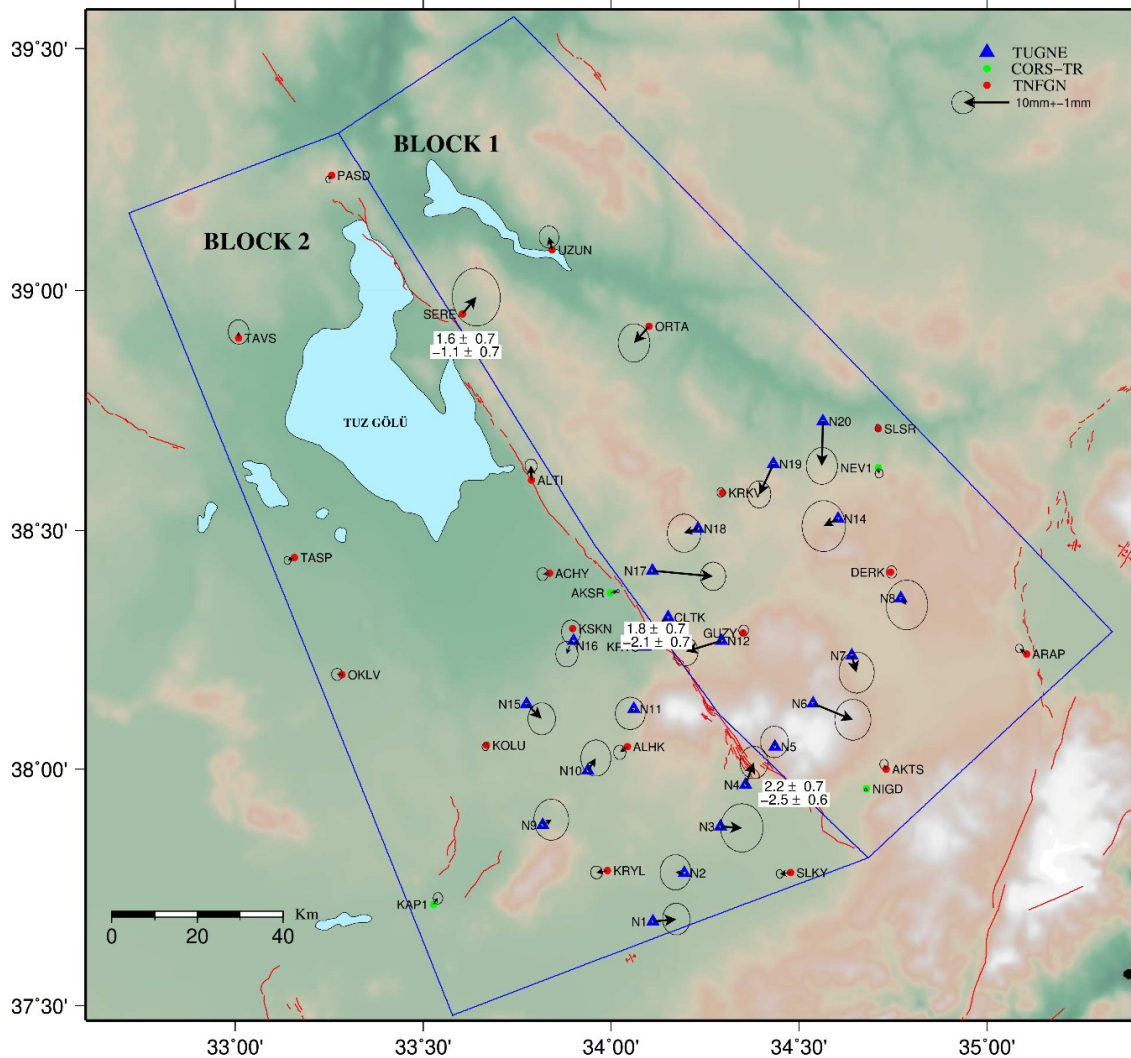 39°30'
39°00'
38°30'
38°00'
37°30'
33°00'
33°30'
34°00'
34°30'
35°00'
TUGNE
CORS-TR
TNFGN
10mm+-1mm
BLOCK 1
BLOCK 2
PASD
UZUN
SERE
1.6 ± 0.7
-1.1 ± 0.7
TAVS
ORTA
TUZ GÖLÜ
N20
SLSR
N19
NEV1
KRKV
ALTI
N14
N18
TASP
ACHY
N17
DERK
AKSR
N8
CLTK
KSKN
1.8 ± 0.7
-2.1 ± 0.7
GUZY
N16
N12
N7
ARAP
OKLV
N15
N11
N6
KOLU
ALHK
N5
N10
AKTS
N4
NIGD
2.2 ± 0.7
-2.5 ± 0.6
N9
N3
KRYL
N2
SLKY
KAP1
N1
Km
0
20
40